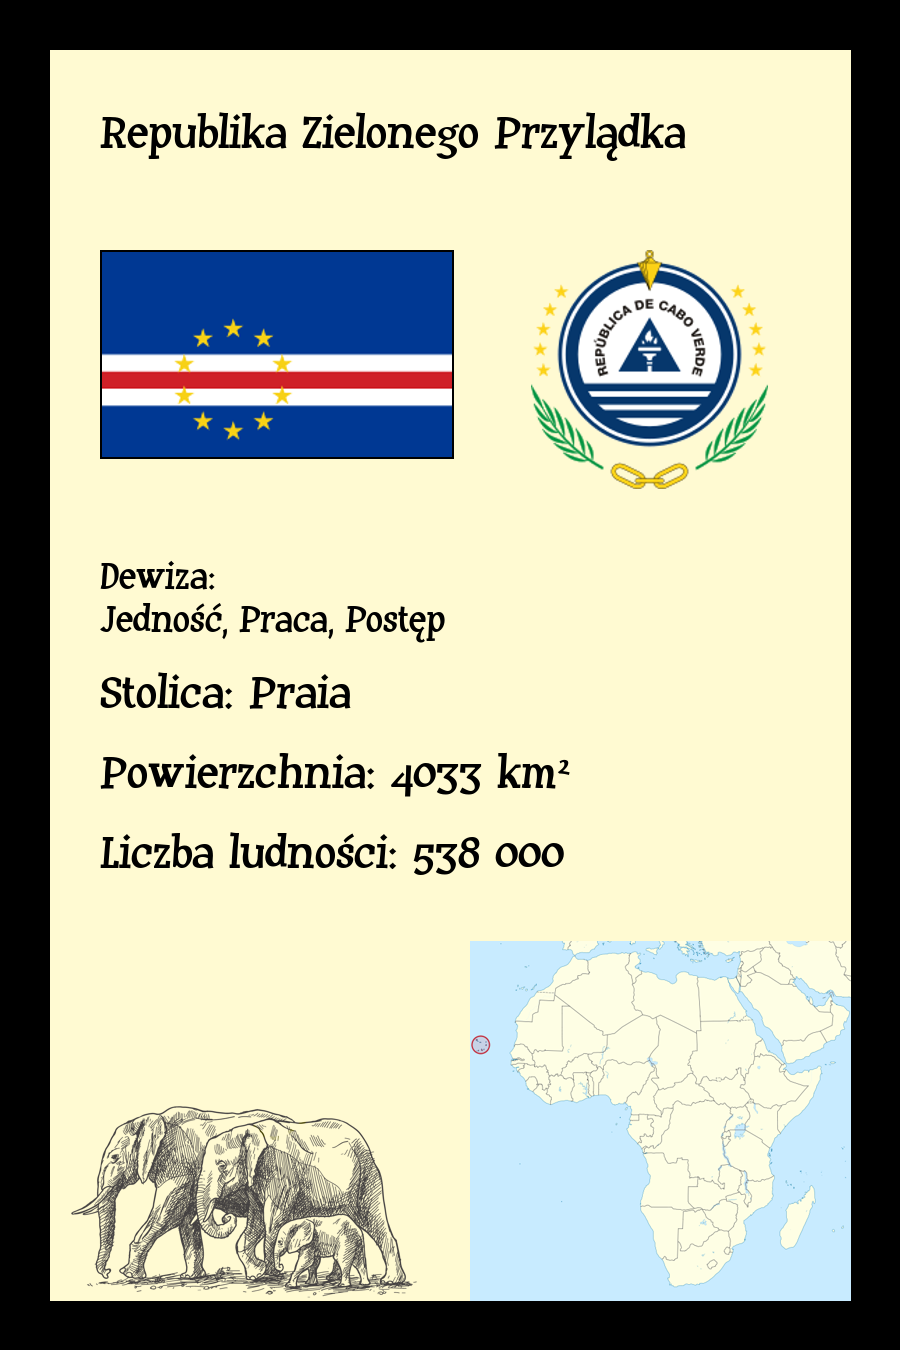 Republika Zielonego Przylądka
REPÚBLICA DE CABO VERDE
Dewiza:
Jedność, Praca, Postęp
Stolica: Praia
Powierzchnia: 4033 km²
Liczba ludności: 538 000